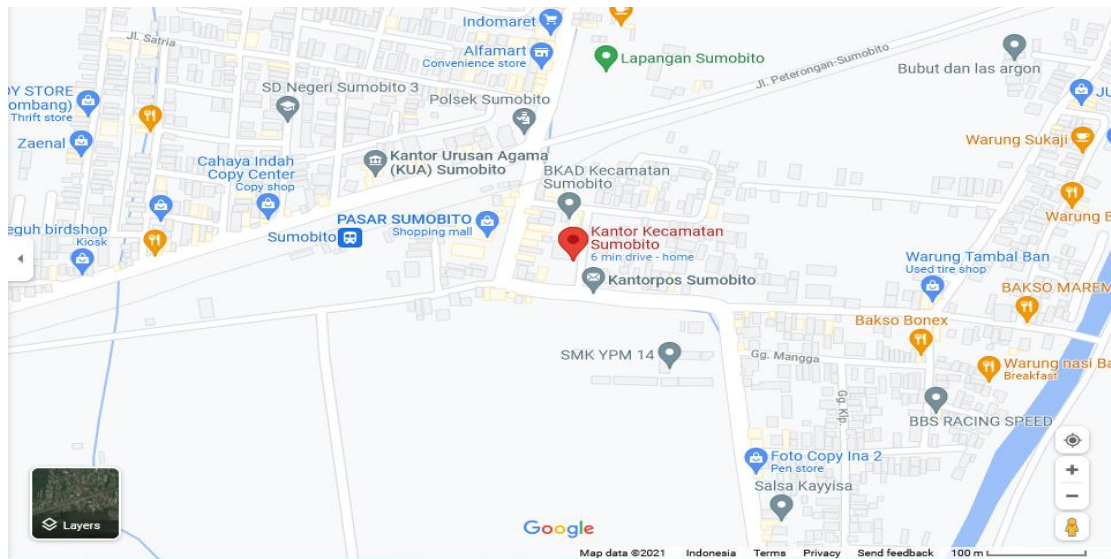 Indomaret
Jl. Satria
Alfamart
Convenience store
Lapangan Sumobito
Jl. Peterongan-Sumobito
Bubut dan las argon
SD Negeri Sumobito 3
Polsek Sumobito
Y STORE
ombang)
Thrift store
Zaenal
JU
Warung Sukaji
Kantor Urusan Agama
(KUA) Sumobito
Cahaya Indah
Copy Center
Copy shop
BKAD Kecamatan
Sumobito
PASAR SUMOBITO
Shopping mall
Sumobito
eguh birdshop
Kiosk
Kantor Kecamatan
Sumobito
6 min drive - home
Warung B
Kantorpos Sumobito
Warung Tambal Ban
Used tire shop
BAKSO MAREM
Bakso Bonex
SMK YPM 14
Gg. Mangga
Warung nasi Ba
Breakfast
Gg. Klp.
BBS RACING SPEED
Foto Copy Ina 2
Pen store
Salsa Kayyisa
Layers
Google
Map data ©2021 Indonesia Terms Privacy Send feedback 100 m